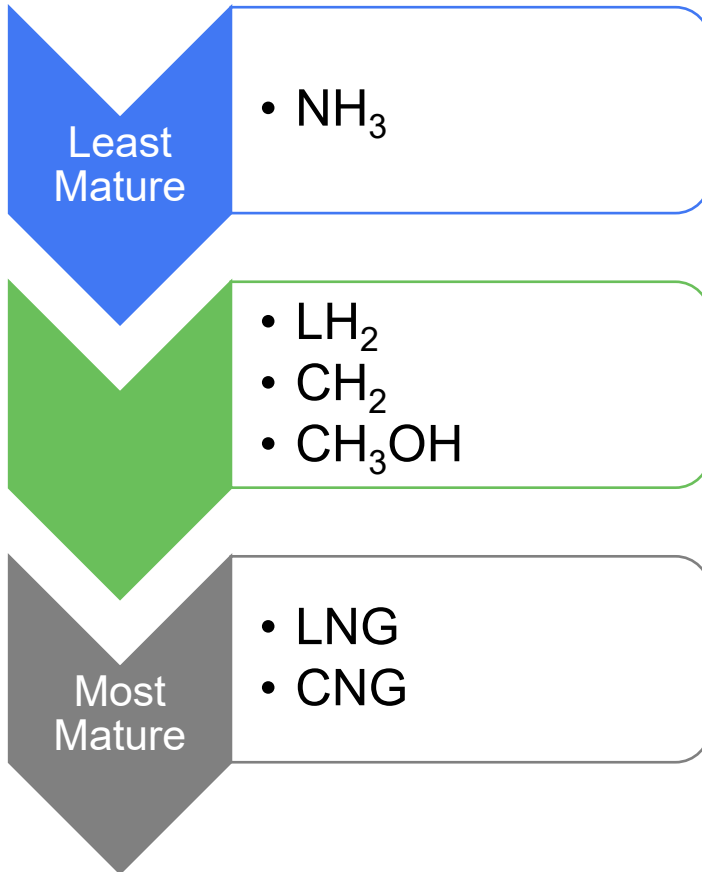 Least
Mature
• NH₃
• LH₂
• CH₂
• CH₃OH
Most
Mature
• LNG
• CNG